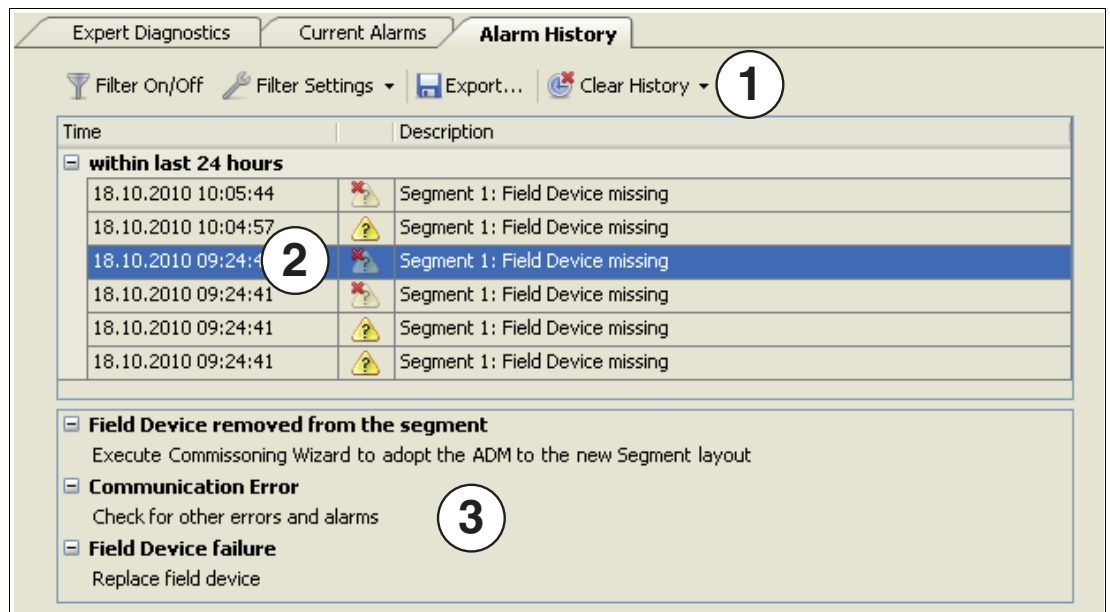 Expert Diagnostics Current Alarms Alarm History
Filter On/Off Filter Settings Export... Clear History 1
Time Description
within last 24 hours
18.10.2010 10:05:44 Segment 1: Field Device missing
18.10.2010 10:04:57 Segment 1: Field Device missing
18.10.2010 09:24:4 2 Segment 1: Field Device missing
18.10.2010 09:24:41 Segment 1: Field Device missing
18.10.2010 09:24:41 Segment 1: Field Device missing
18.10.2010 09:24:41 Segment 1: Field Device missing
Field Device removed from the segment
Execute Commissoning Wizard to adopt the ADM to the new Segment layout
Communication Error
Check for other errors and alarms 3
Field Device failure
Replace field device